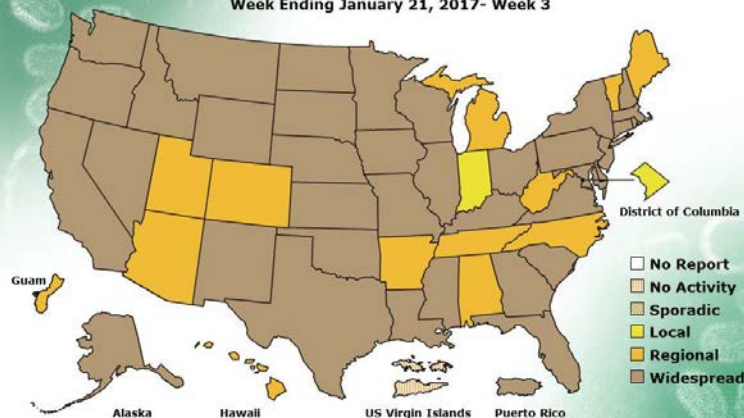 Week Ending January 21, 2017- Week 3
District of Columbia
Guam
No Report
No Activity
Sporadic
Local
Regional
Widespread
Alaska
Hawaii
US Virgin Islands
Puerto Rico